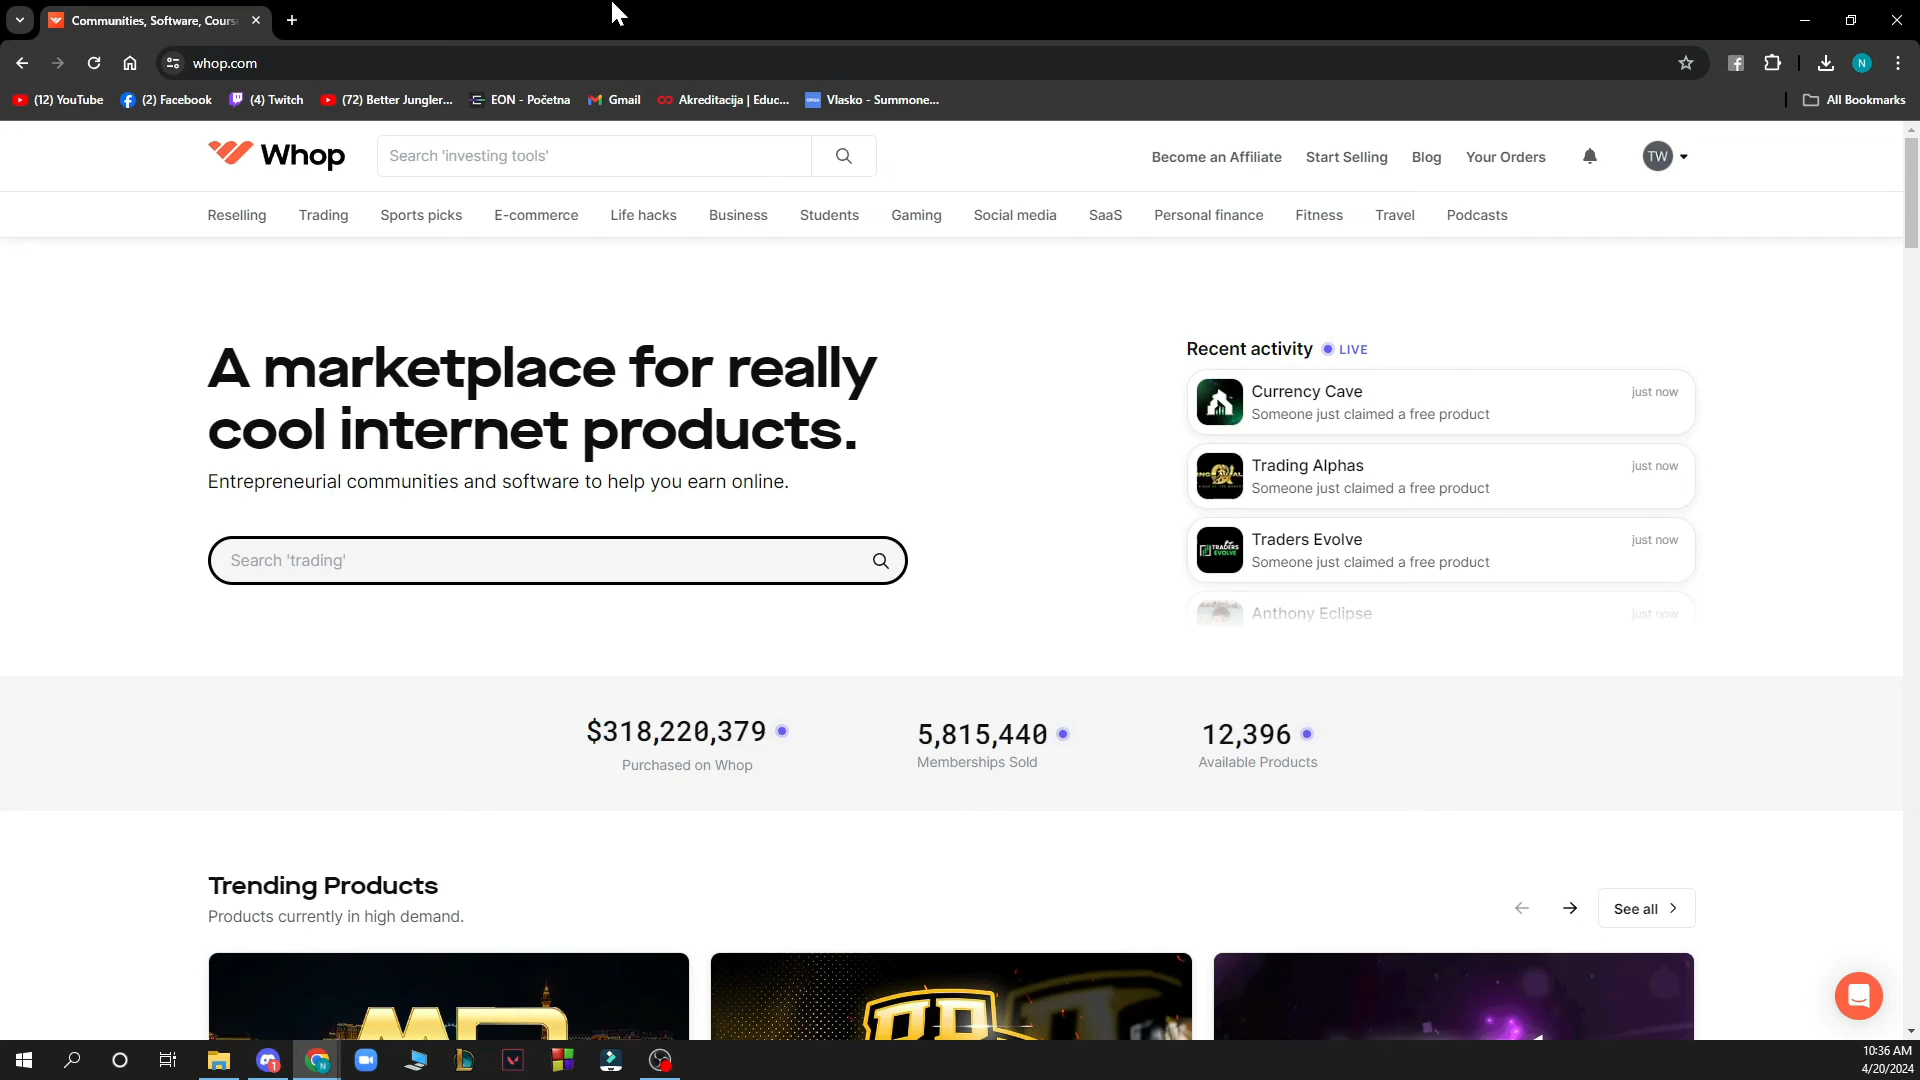 Communities, Software, Cours
whop.com
(12) YouTube
(2) Facebook
(4) Twitch
(72) Better Jungler...
EON - Početna
Gmail
Akreditacija | Educ...
Vlasko - Summone...
All Bookmarks
Whop
Search 'investing tools'
Become an Affiliate
Start Selling
Blog
Your Orders
TW
Reselling
Trading
Sports picks
E-commerce
Life hacks
Business
Students
Gaming
Social media
SaaS
Personal finance
Fitness
Travel
Podcasts
A marketplace for really
cool internet products.
Entrepreneurial communities and software to help you earn online.
Search 'trading'
Recent activity
LIVE
Currency Cave
just now
Someone just claimed a free product
Trading Alphas
just now
Someone just claimed a free product
Traders Evolve
just now
Someone just claimed a free product
TRADERS
EVOLVE
Anthony Eclipse
just now
$318,220,379
Purchased on Whop
5,815,440
Memberships Sold
12,396
Available Products
Trending Products
Products currently in high demand.
See all
N
10:36 AM
4/20/2024